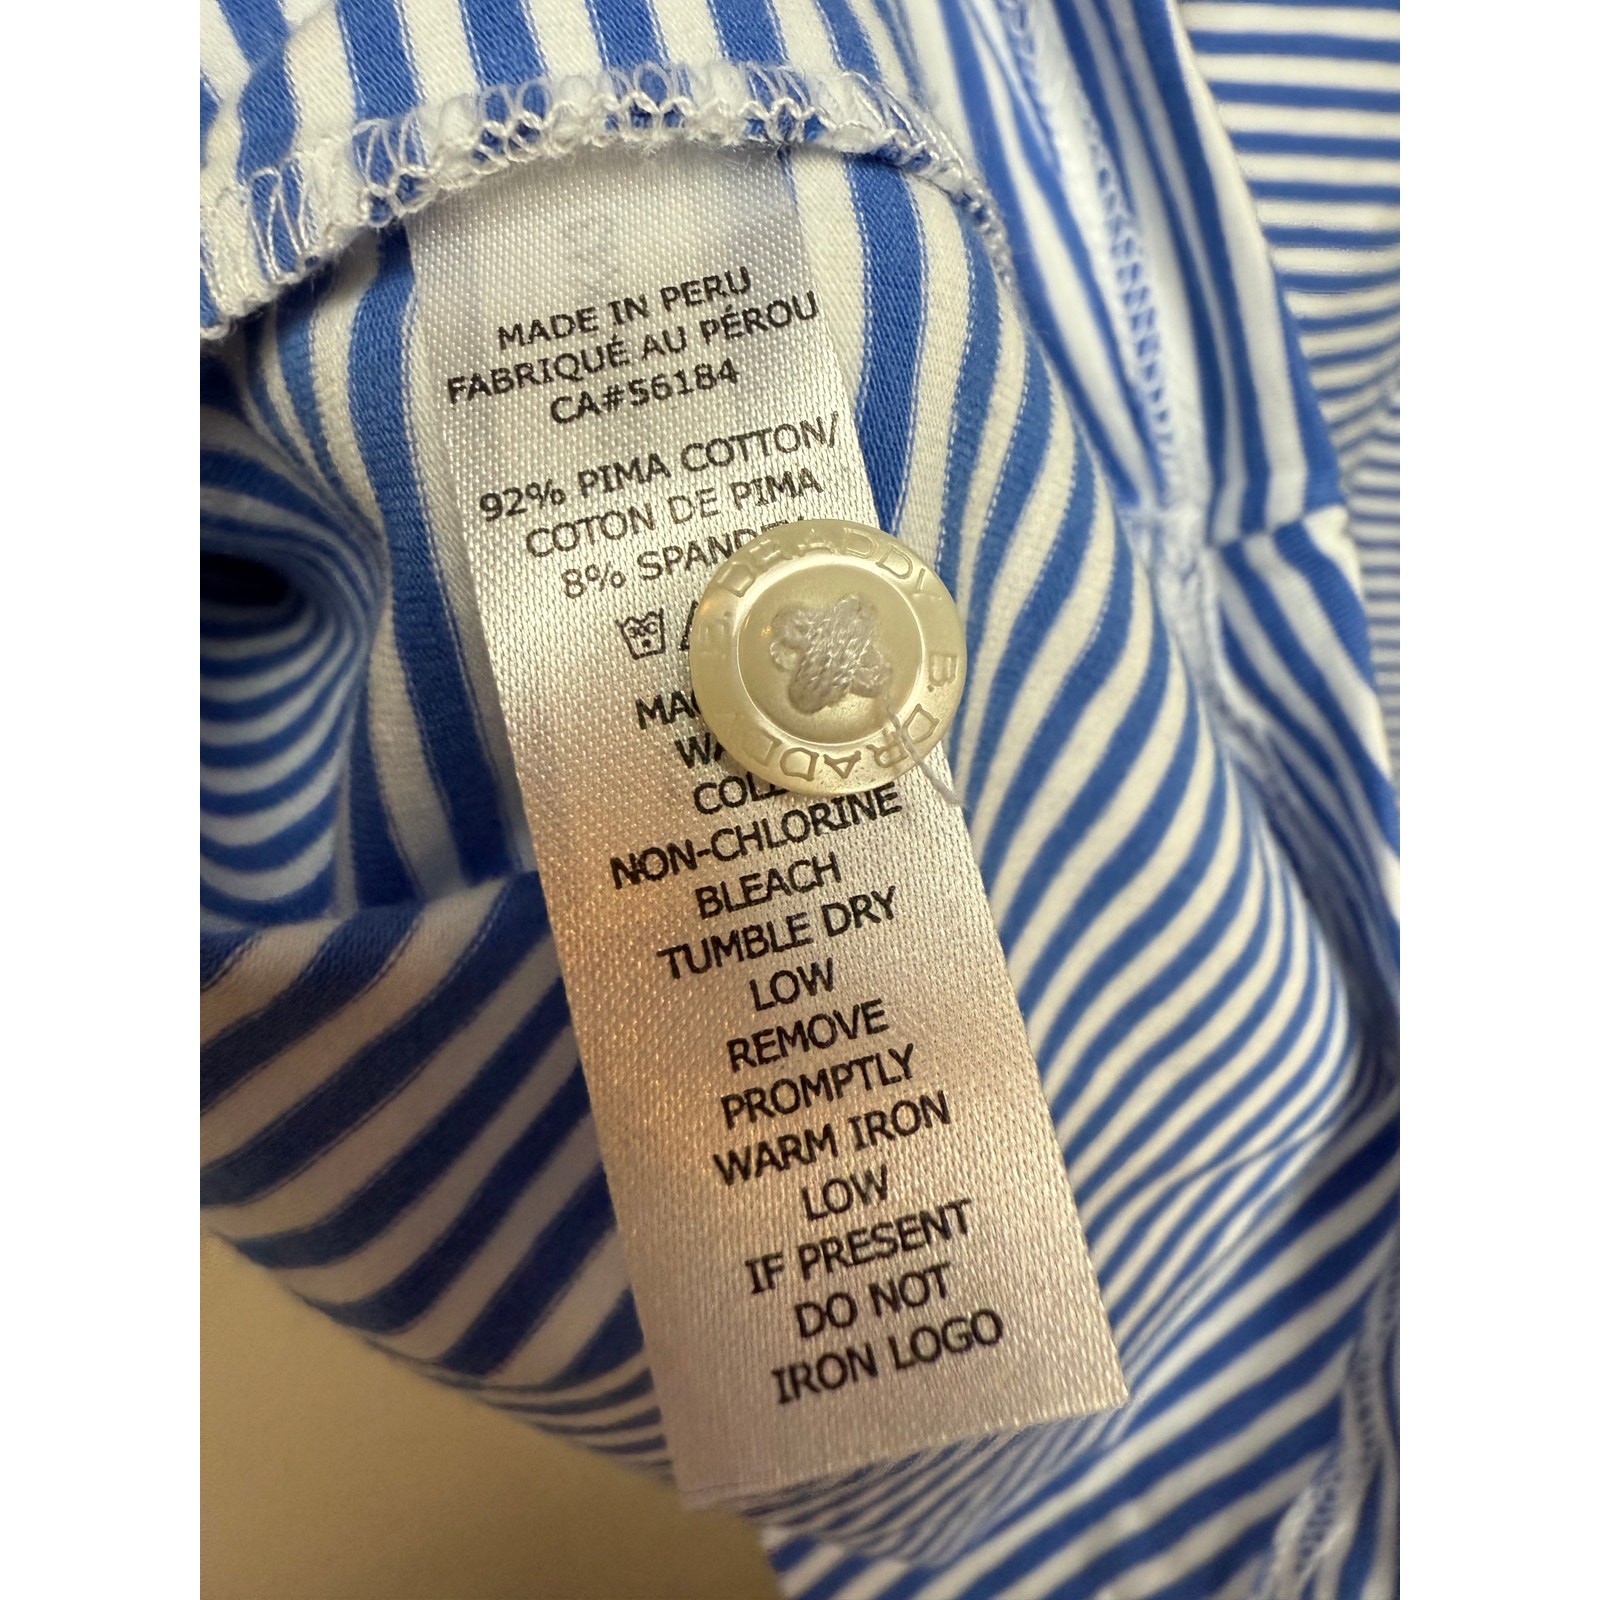 MADE IN PERU
FABRIQUÉ AU PÉROU
CA#56184
92% PIMA COTTON/
COTON DE PIMA
8%
NON-CHLORINE
BLEACH
TUMBLE DRY
LOW
REMOVE
PROMPTLY
WARM IRON
LOW
IF PRESENT
DO NOT
IRON LOGO
B. DRADDY B. DRADDY